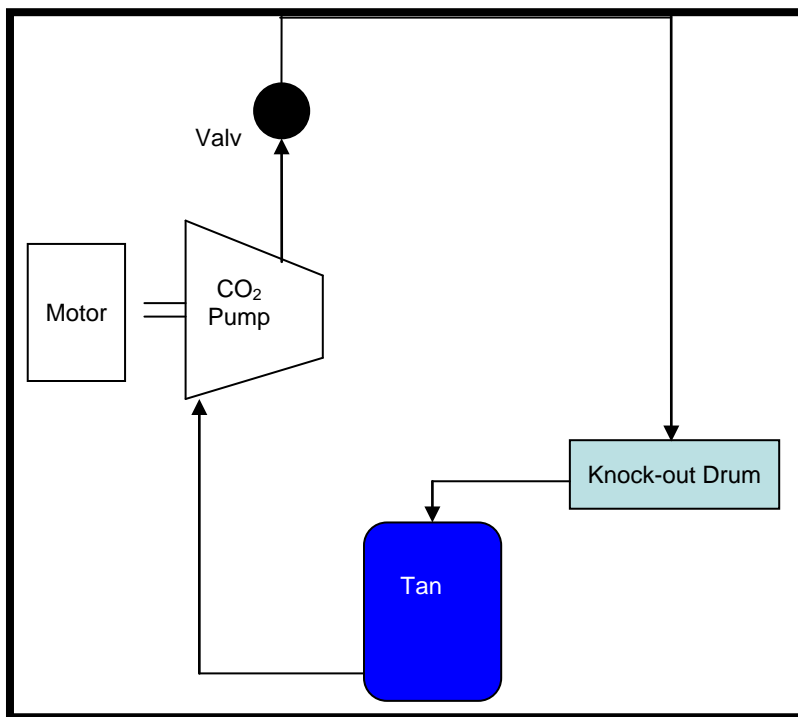 Valv
Motor
CO₂
Pump
Knock-out Drum
Tan